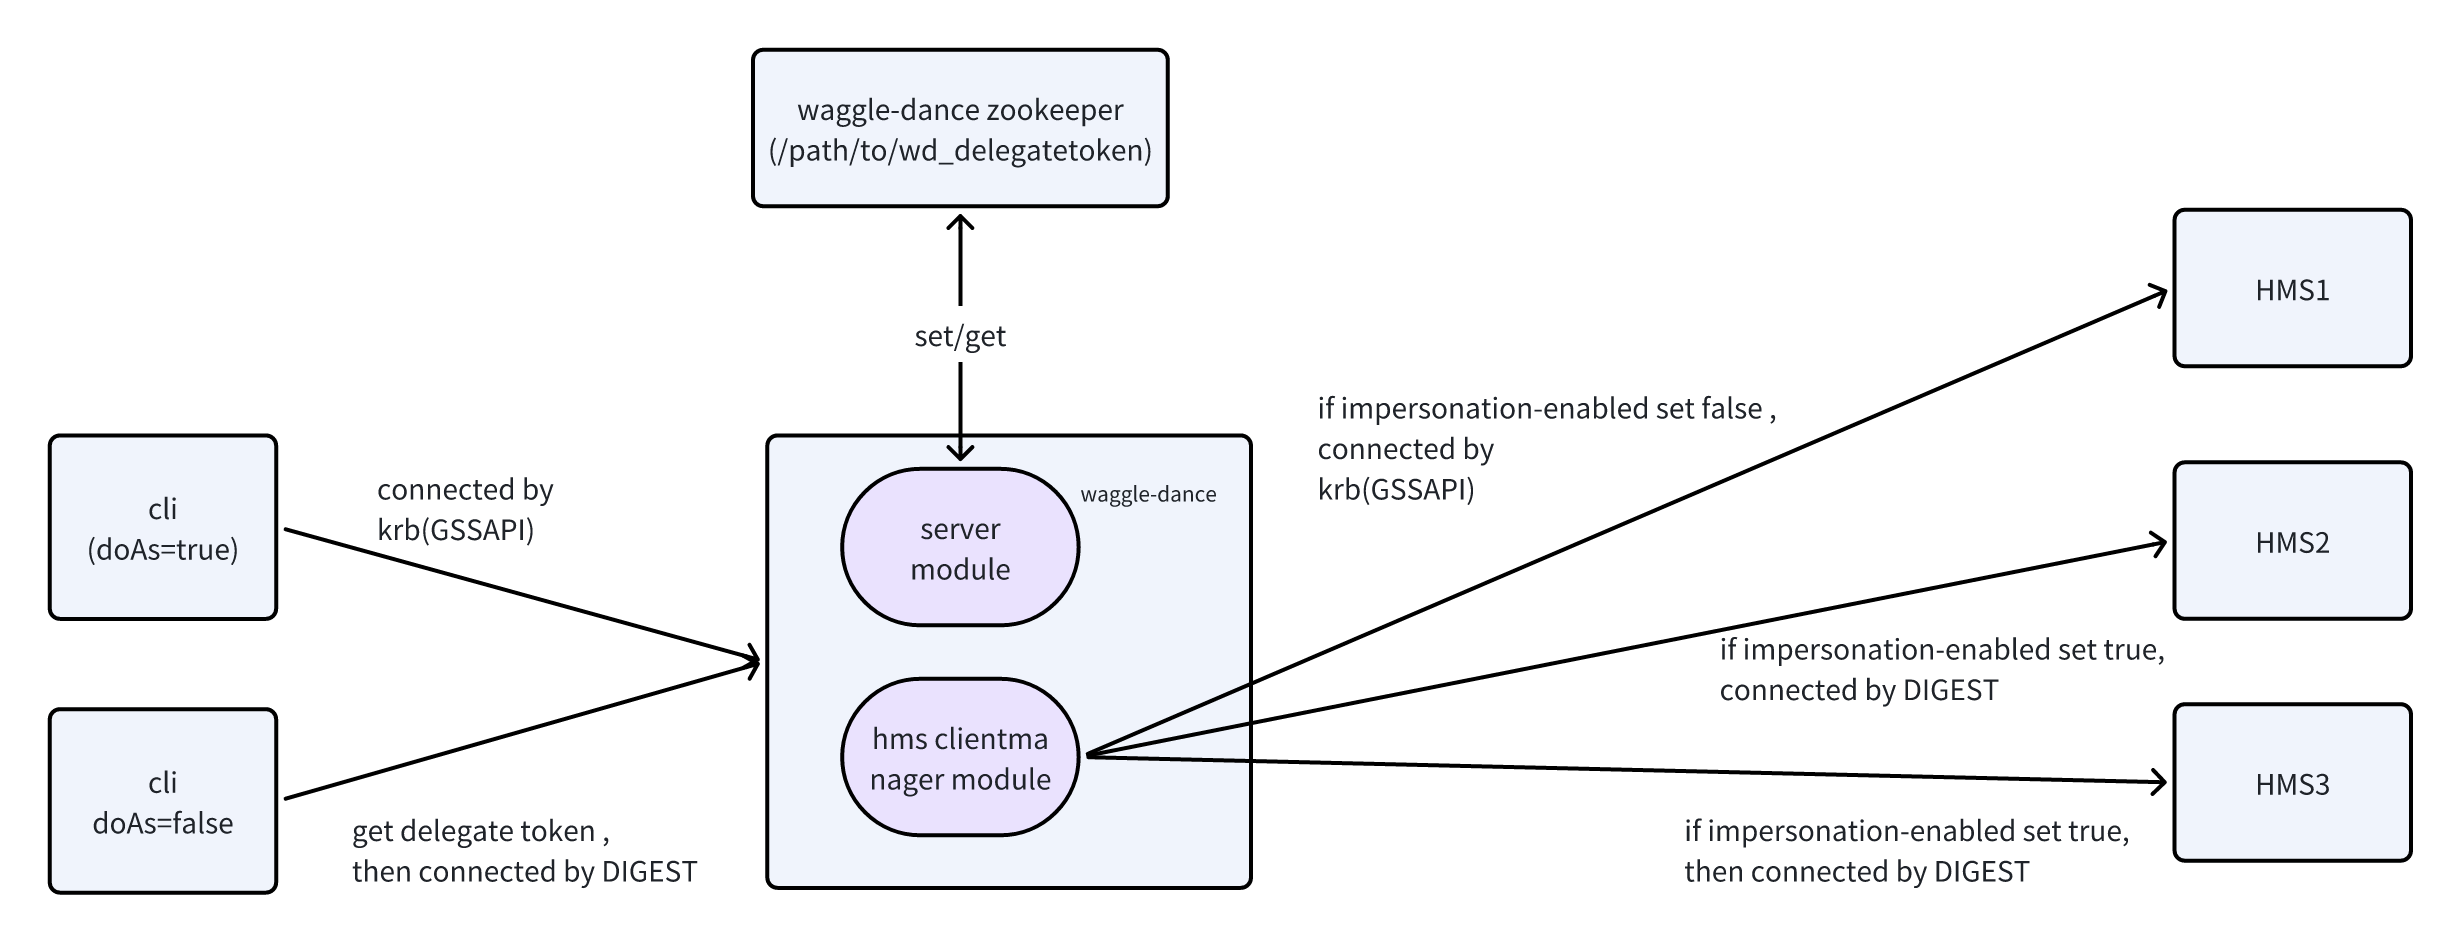 waggle-dance zookeeper
(/path/to/wd_delegatetoken)
set/get
cli
(doAs=true)
connected by
krb(GSSAPI)
cli
doAs=false
get delegate token ,
then connected by DIGEST
waggle-dance
server
module
hms clientma
nager module
if impersonation-enabled set false ,
connected by
krb(GSSAPI)
HMS1
HMS2
if impersonation-enabled set true,
connected by DIGEST
HMS3
if impersonation-enabled set true,
then connected by DIGEST